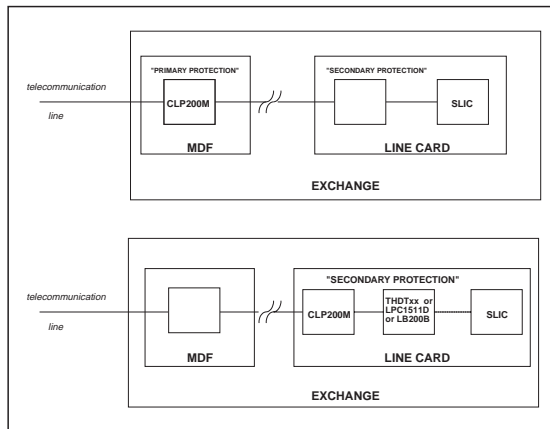 "PRIMARY PROTECTION"
"SECONDARY PROTECTION"
telecommunication
line
CLP200M
SLIC
MDF
LINE CARD
EXCHANGE
"SECONDARY PROTECTION"
telecommunication
line
CLP200M
THDTxx or
LPC1511D
or LB200B
SLIC
MDF
LINE CARD
EXCHANGE